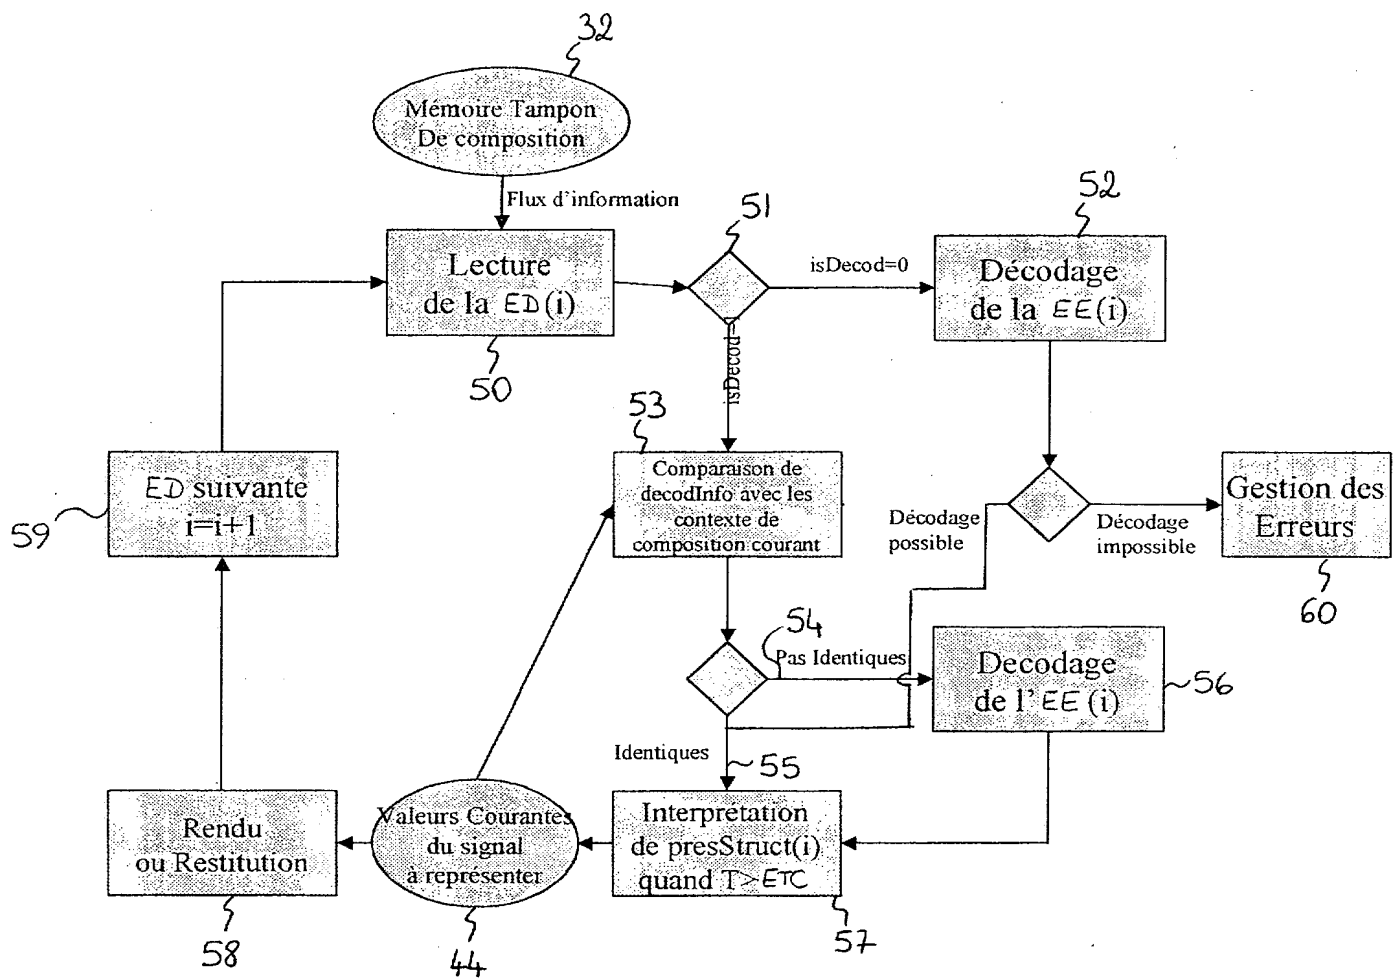 32
Mémoire Tampon
De composition
Flux d'information
51
52
Lecture
de la ED(i)
50
isDecod=0
Décodage
de la EE(i)
isDecod=1
53
Comparaison de
decodInfo avec les
contexte de
composition courant
ED suivante
i=i+1
59
Décodage
possible
Décodage
impossible
Gestion des
Erreurs
60
54
Pas Identiques
Decodage
de l'EE(i)
56
Identiques
55
Rendu
ou Restitution
58
Valeurs Courantes
du signal
à représenter
44
Interprétation
de presStruct(i)
quand T>ETC
57